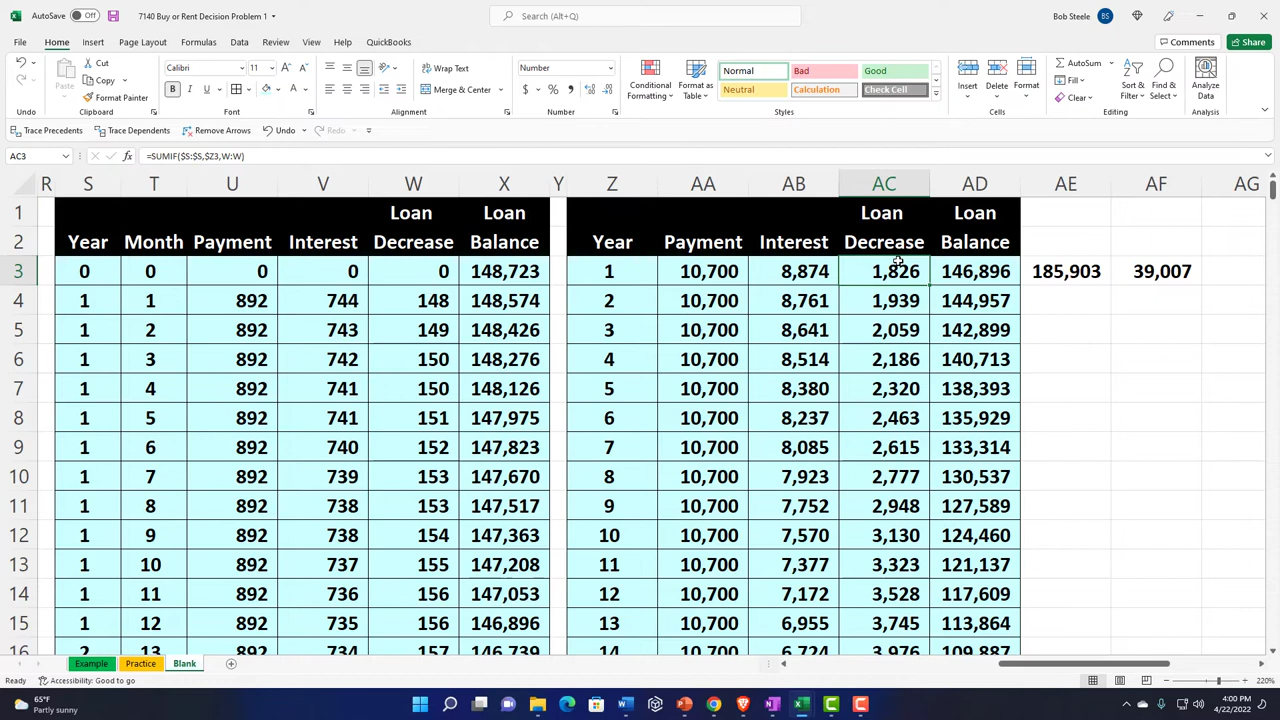 AutoSave Off 7140 Buy or Rent Decision Problem 1 Search (Alt+Q) Bob Steele BS
File Home Insert Page Layout Formulas Data Review View Help QuickBooks Comments Share
Cut Calibri 11 Wrap Text Number Normal Bad Good AutoSum
Paste Copy Conditional Formatting Format as Table Insert Delete Format Fill Sort & Filter Find & Select Analyze Data
Format Painter Merge & Center Neutral Calculation Check Cell Clear
Undo Clipboard Font Alignment Number Styles Cells Editing Analysis
Trace Precedents Trace Dependents Remove Arrows Undo Redo
AC3 fx =SUMIF($S:$S,$Z3,W:W)
R S T U V W X Y Z AA AB AC AD AE AF AG
1 Loan Loan Loan Loan
2 Year Month Payment Interest Decrease Balance Year Payment Interest Decrease Balance
3 0 0 0 0 0 148,723 1 10,700 8,874 1,826 146,896 185,903 39,007
4 1 1 892 744 148 148,574 2 10,700 8,761 1,939 144,957
5 1 2 892 743 149 148,426 3 10,700 8,641 2,059 142,899
6 1 3 892 742 150 148,276 4 10,700 8,514 2,186 140,713
7 1 4 892 741 150 148,126 5 10,700 8,380 2,320 138,393
8 1 5 892 741 151 147,975 6 10,700 8,237 2,463 135,929
9 1 6 892 740 152 147,823 7 10,700 8,085 2,615 133,314
10 1 7 892 739 153 147,670 8 10,700 7,923 2,777 130,537
11 1 8 892 738 153 147,517 9 10,700 7,752 2,948 127,589
12 1 9 892 738 154 147,363 10 10,700 7,570 3,130 124,460
13 1 10 892 737 155 147,208 11 10,700 7,377 3,323 121,137
14 1 11 892 736 156 147,053 12 10,700 7,172 3,528 117,609
15 1 12 892 735 156 146,896 13 10,700 6,955 3,745 113,864
16 2 13 892 734 157 146,739 14 10,700 6,724 3,976 109,887
Example Practice Blank
Ready Accessibility: Good to go 220%
65°F
Partly sunny
4:00 PM
4/22/2022